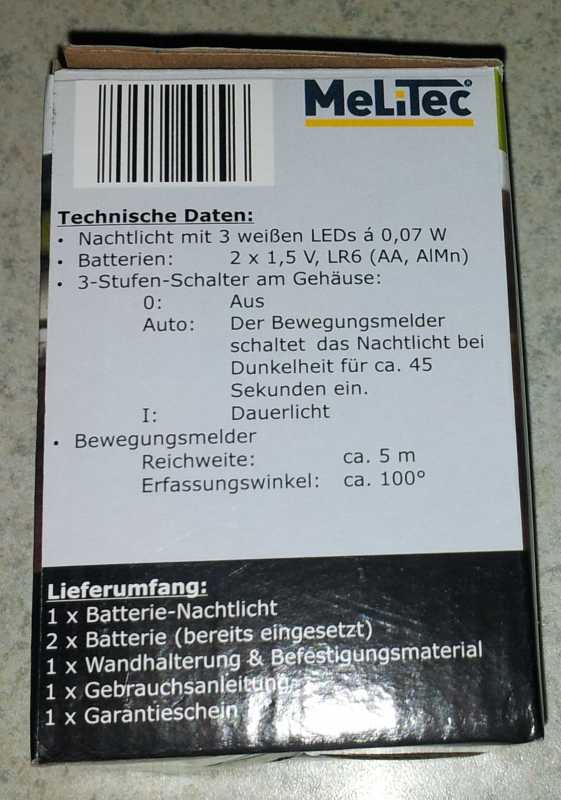 MeLiTec®
Technische Daten:
• Nachtlicht mit 3 weißen LEDs á 0,07 W
• Batterien: 2 x 1,5 V, LR6 (AA, AlMn)
• 3-Stufen-Schalter am Gehäuse:
0: Aus
Auto: Der Bewegungsmelder
schaltet das Nachtlicht bei
Dunkelheit für ca. 45
Sekunden ein.
I: Dauerlicht
• Bewegungsmelder
Reichweite: ca. 5 m
Erfassungswinkel: ca. 100°
Lieferumfang:
1 x Batterie-Nachtlicht
2 x Batterie (bereits eingesetzt)
1 x Wandhalterung & Befestigungsmaterial
1 x Gebrauchsanleitung
1 x Garantieschein